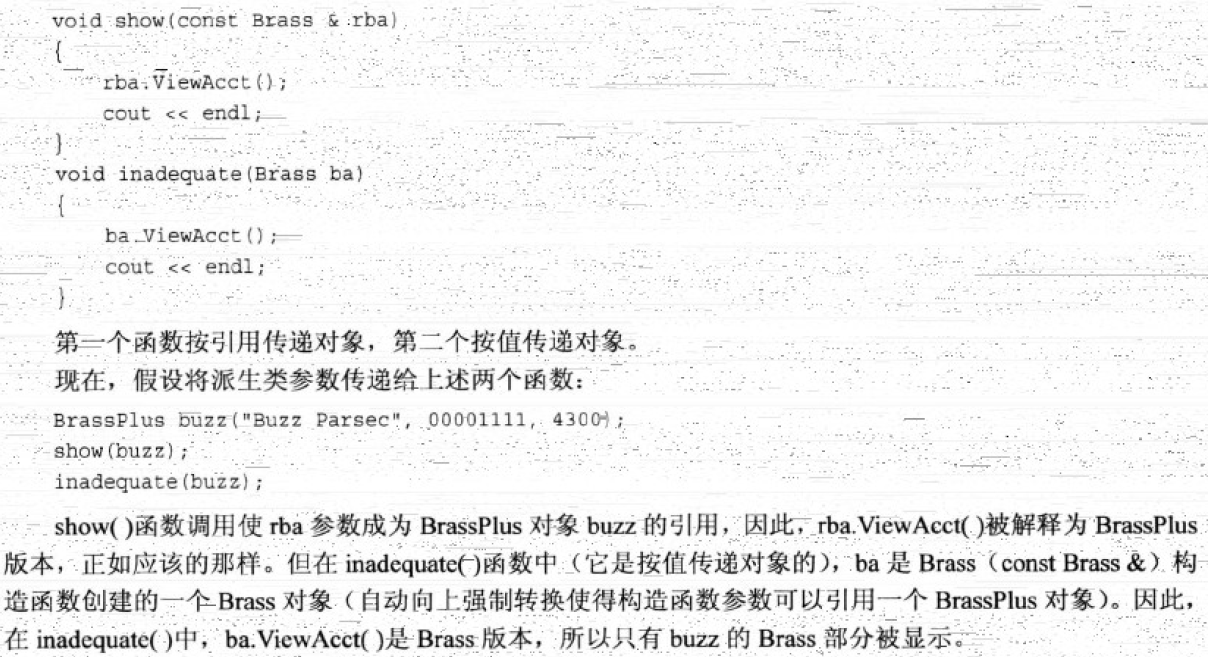 void show(const Brass & rba)
{
rba.ViewAcct();
cout << endl;
}
void inadequate(Brass ba)
{
ba.ViewAcct();
cout << endl;
}
第一个函数按引用传递对象，第二个按值传递对象。
现在，假设将派生类参数传递给上述两个函数：
BrassPlus buzz("Buzz Parsec", 00001111, 4300);
show(buzz);
inadequate(buzz);
show( )函数调用使 rba 参数成为 BrassPlus 对象 buzz 的引用，因此，rba.ViewAcct( )被解释为 BrassPlus
版本，正如应该的那样。但在 inadequate( )函数中（它是按值传递对象的），ba 是 Brass（const Brass &）构
造函数创建的一个 Brass 对象（自动向上强制转换使得构造函数参数可以引用一个 BrassPlus 对象）。因此，
在 inadequate( )中，ba.ViewAcct( )是 Brass 版本，所以只有 buzz 的 Brass 部分被显示。